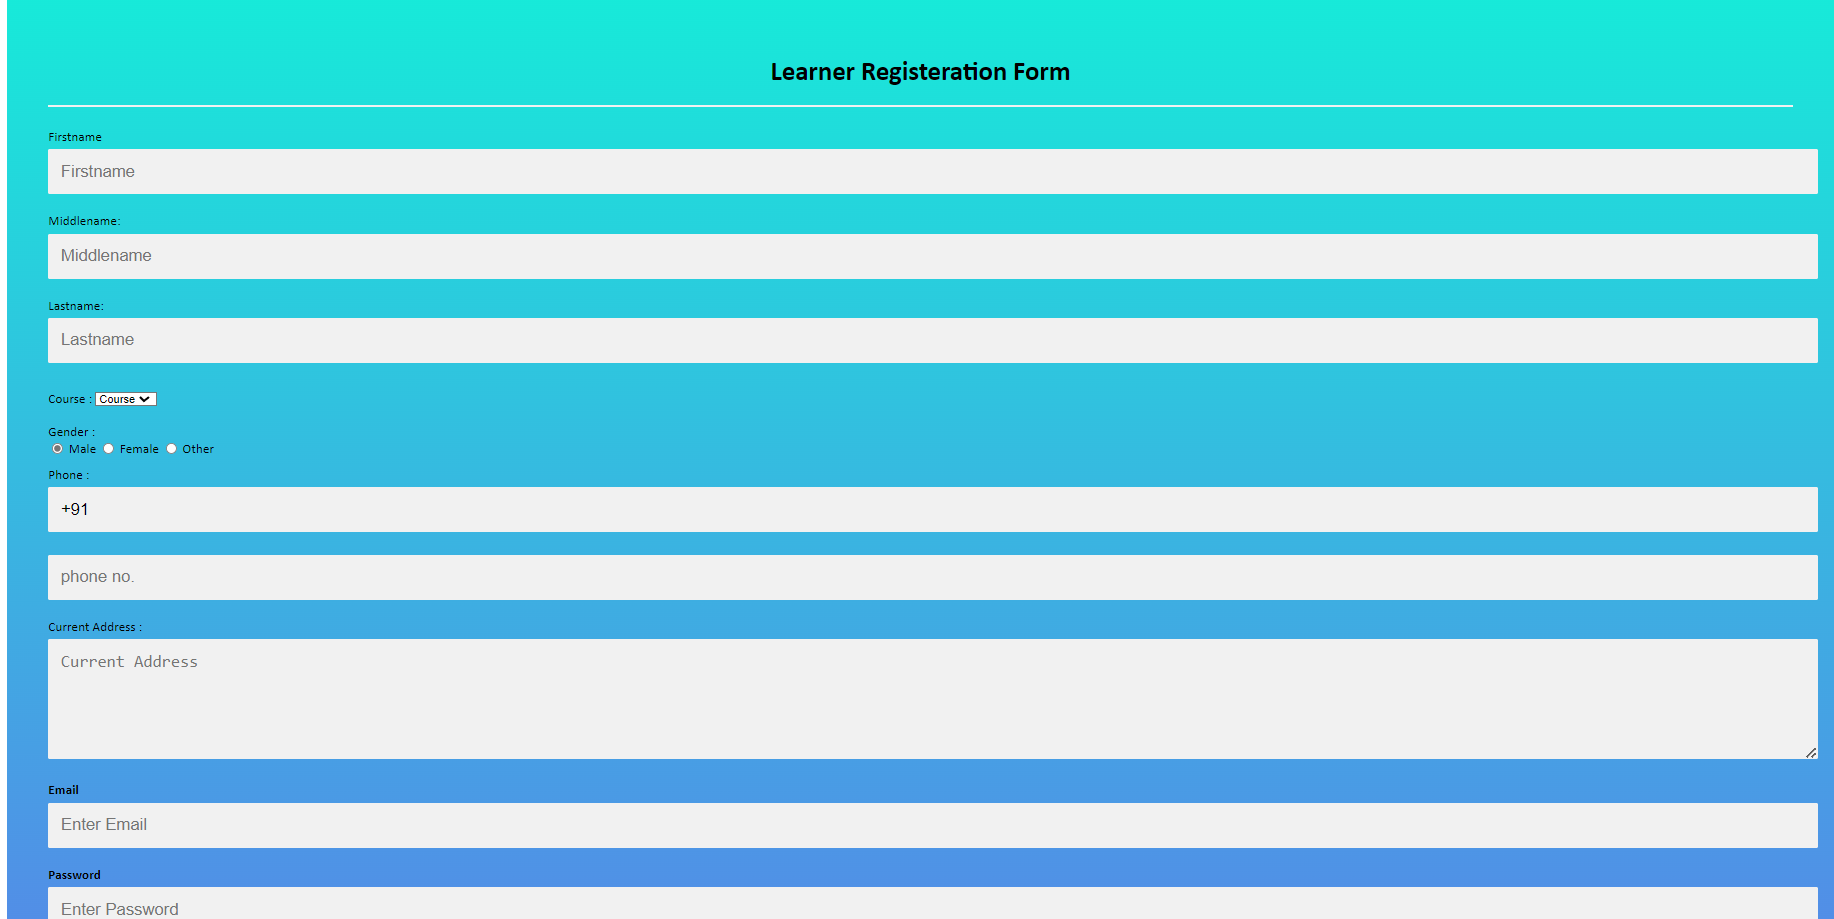 Learner Registeration Form
Firstname
Firstname
Middlename:
Middlename
Lastname:
Lastname
Course : Course
Gender :
Male Female Other
Phone :
+91
phone no.
Current Address :
Current Address
Email
Enter Email
Password
Enter Password